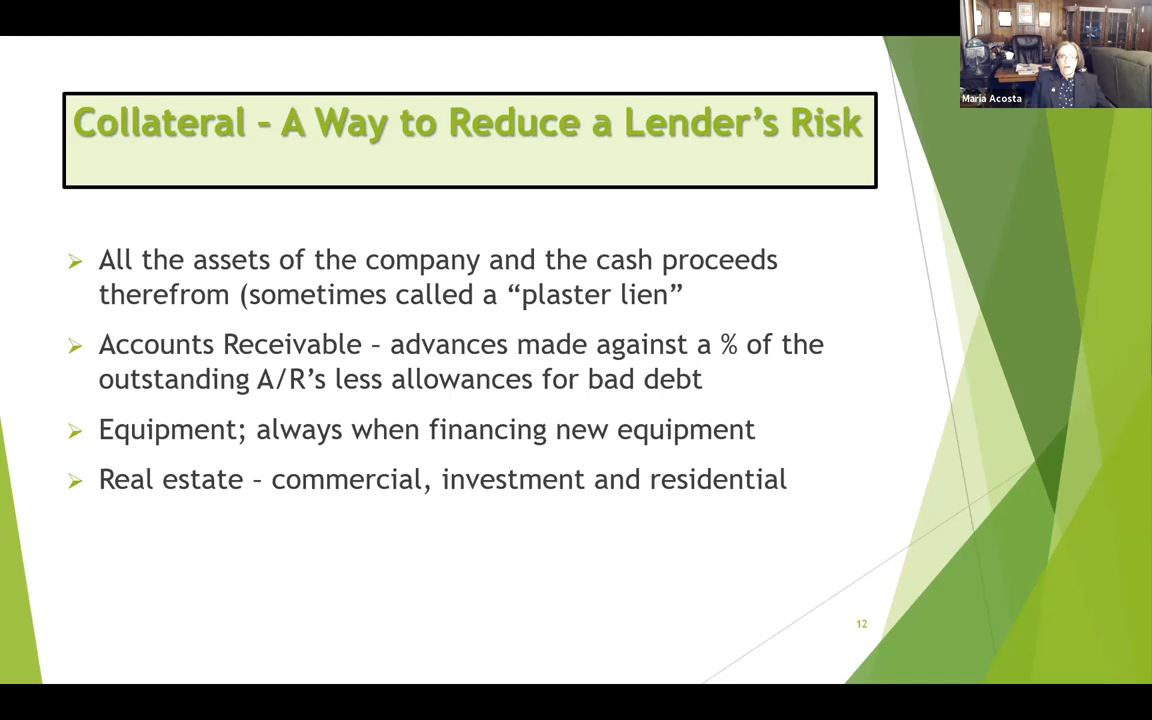 Maria Acosta
Collateral – A Way to Reduce a Lender’s Risk
➢ All the assets of the company and the cash proceeds
therefrom (sometimes called a “plaster lien”
➢ Accounts Receivable – advances made against a % of the
outstanding A/R’s less allowances for bad debt
➢ Equipment; always when financing new equipment
➢ Real estate – commercial, investment and residential
12